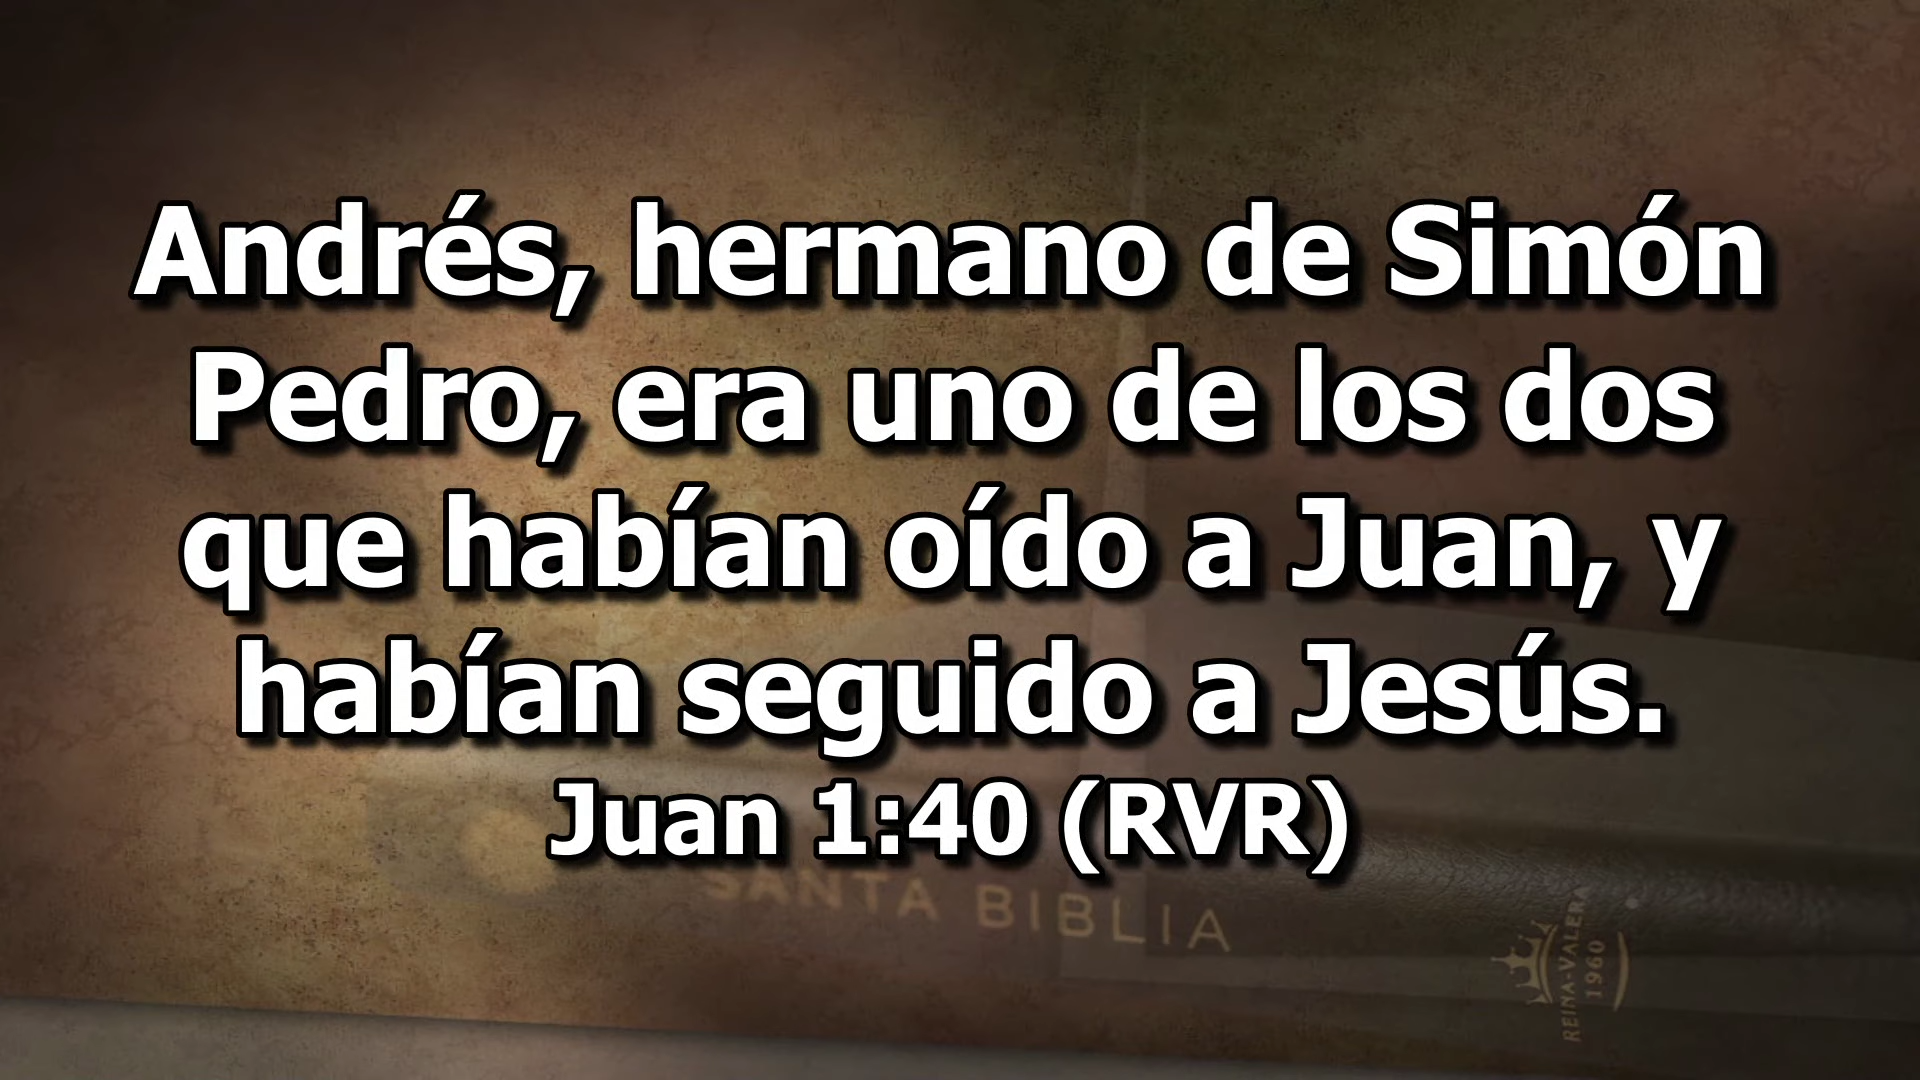 Andrés, hermano de Simón
Pedro, era uno de los dos
que habían oído a Juan, y
habían seguido a Jesús.
Juan 1:40 (RVR)
SANTA BIBLIA
REINA-VALERA
1960